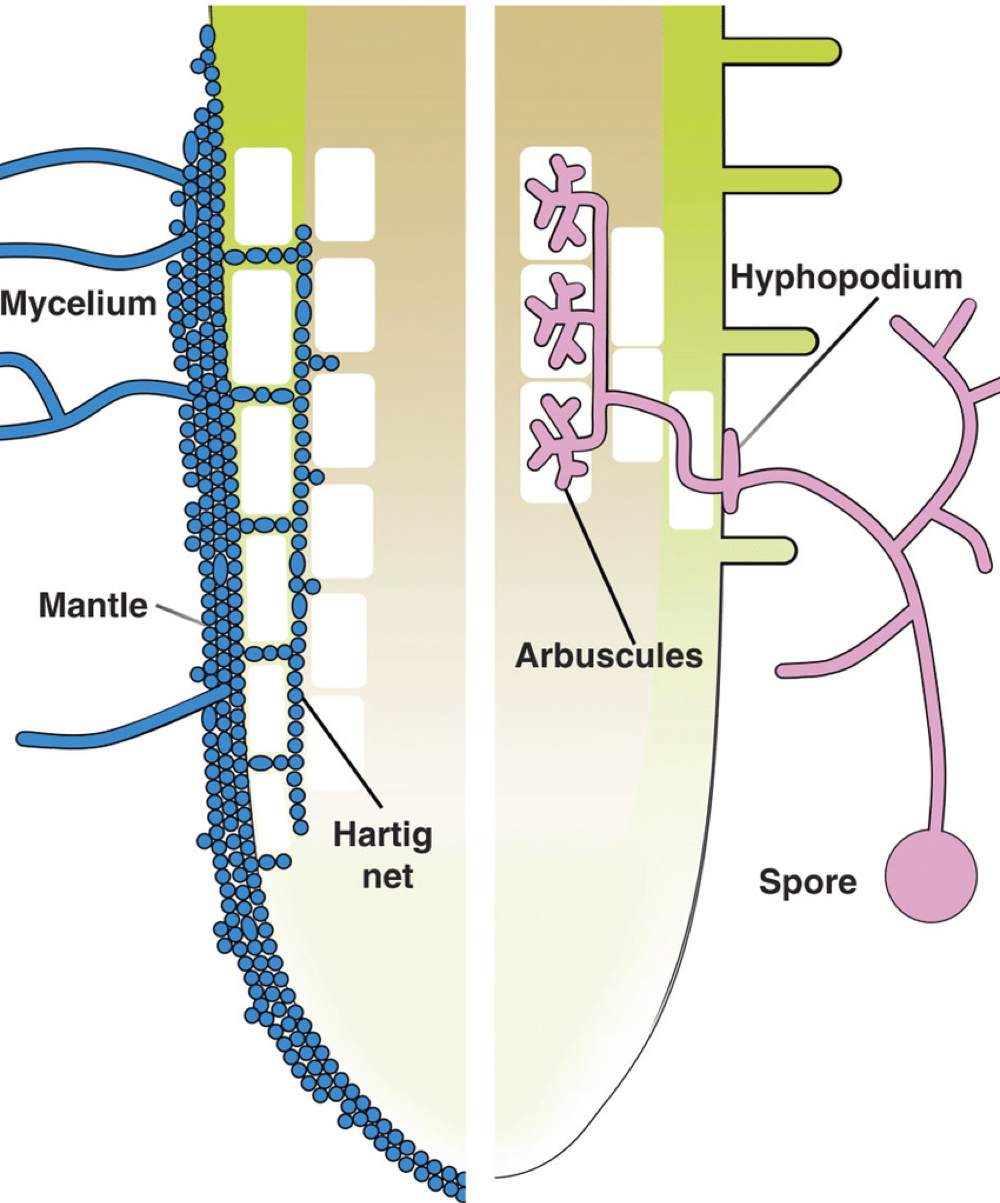 Mycelium
Mantle
Hartig
net
Hyphopodium
Arbuscules
Spore